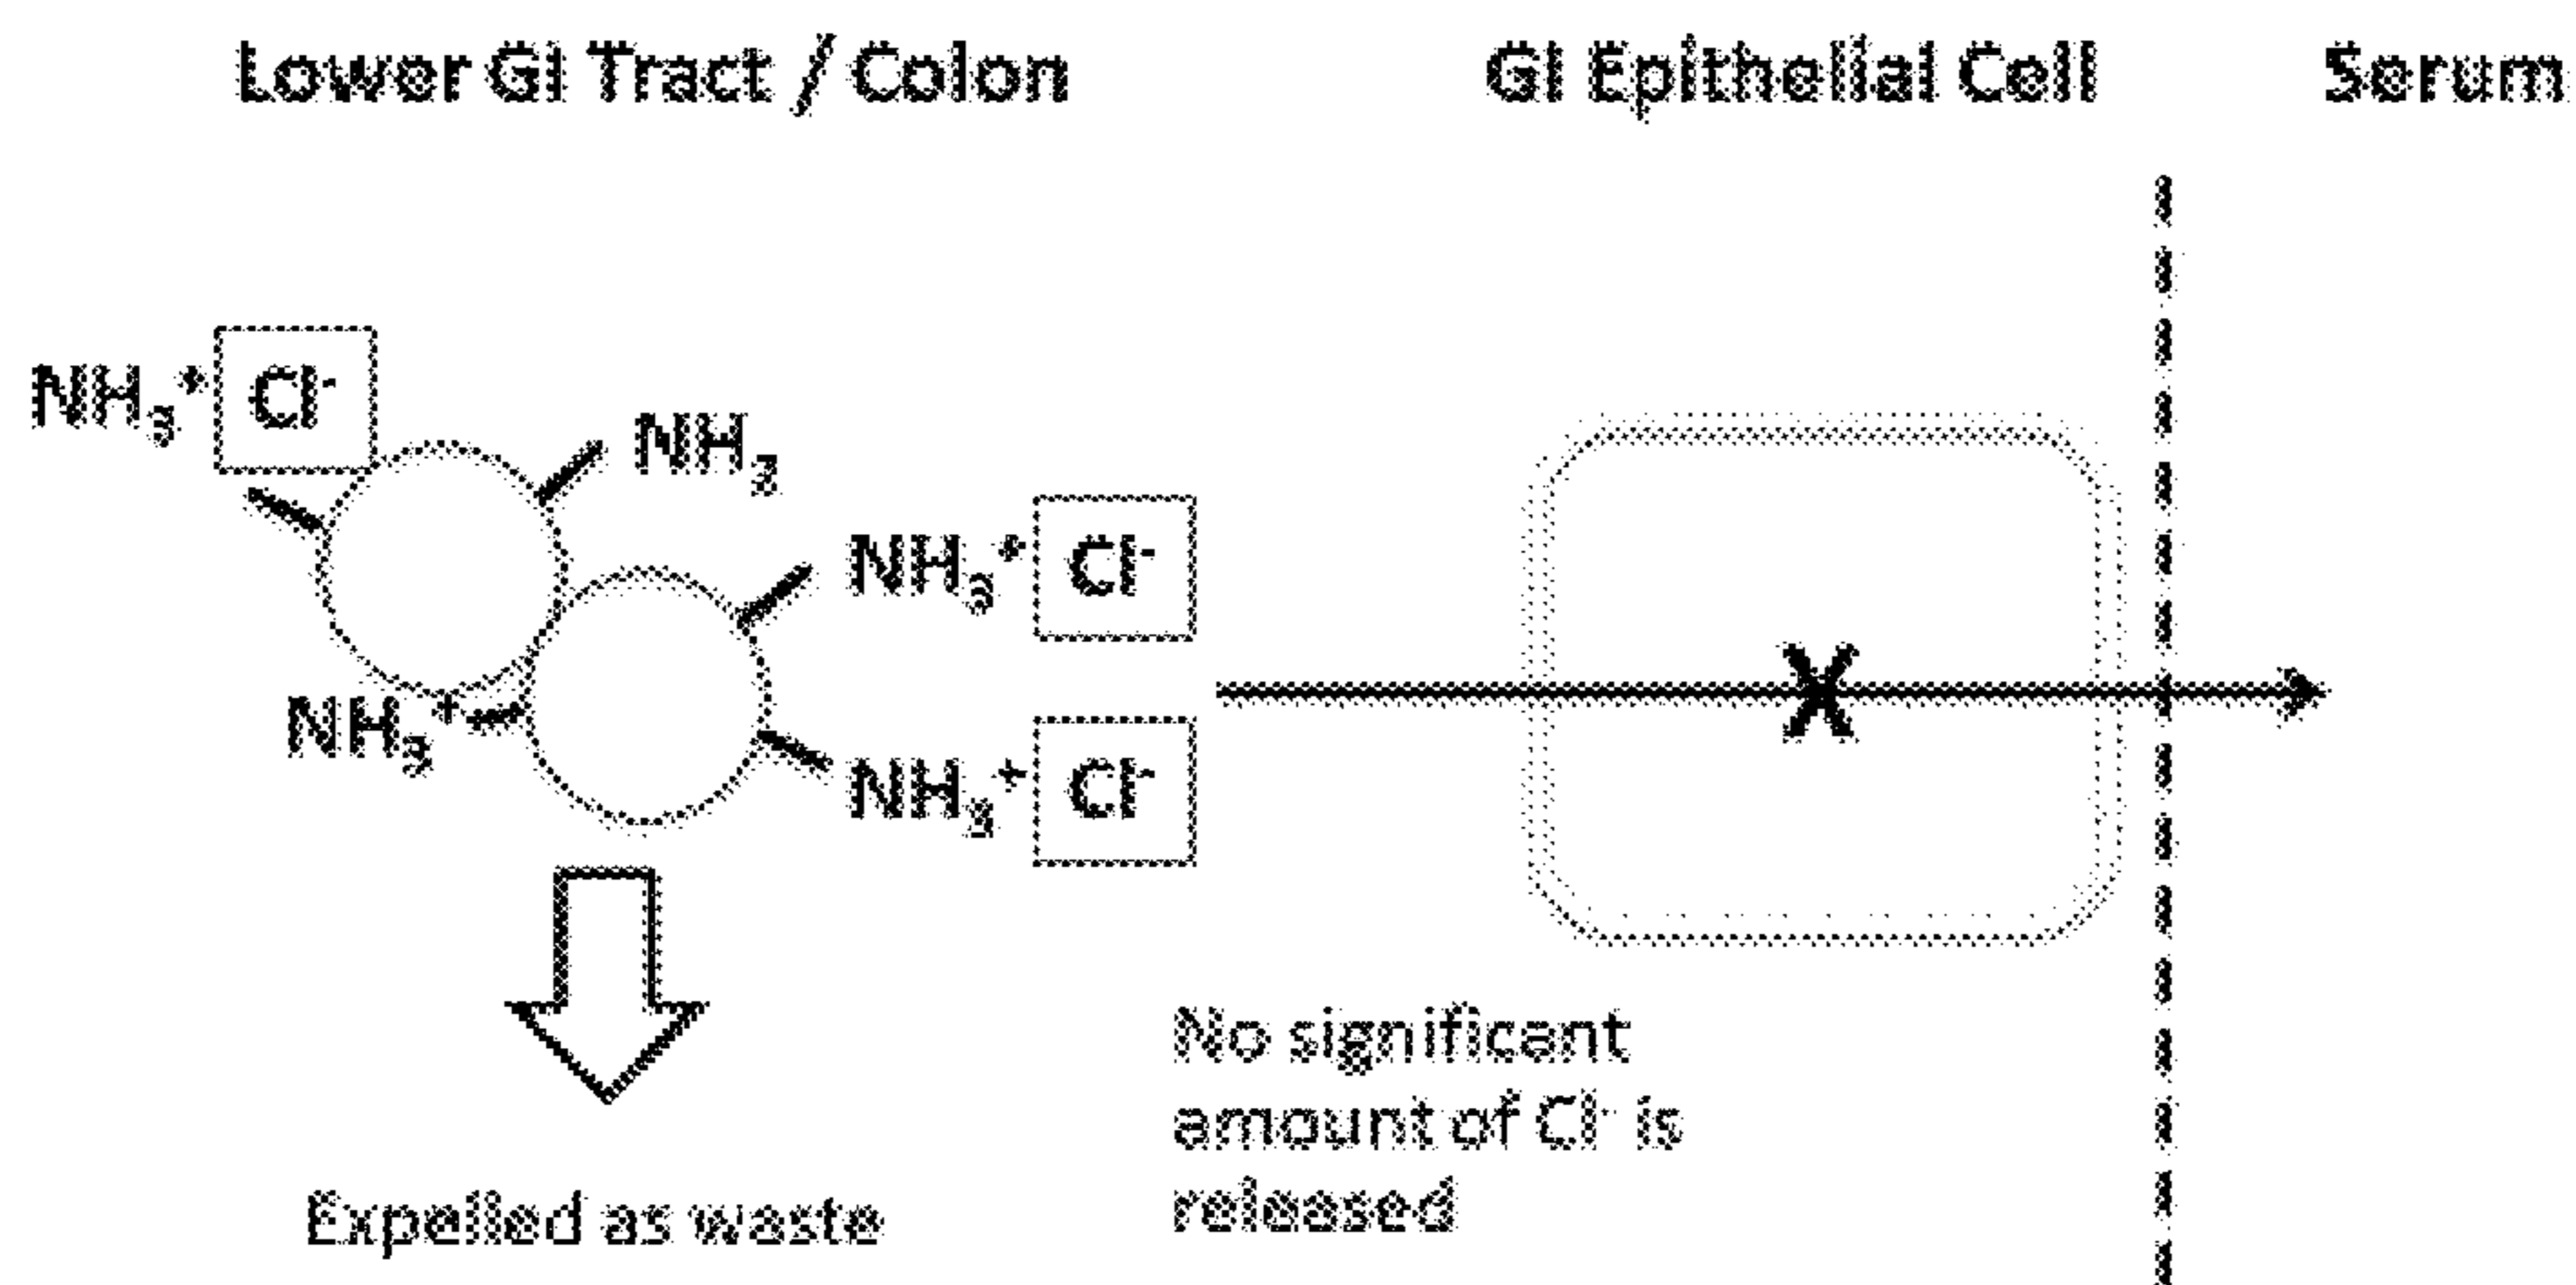 Lower GI Tract / Colon
GI Epithelial Cell
Serum
NH₃⁺ Cl⁻
NH₃
NH₃⁺ Cl⁻
NH₃⁺
NH₃⁺ Cl⁻
X
No significant
amount of Cl⁻ is
released
Expelled as waste